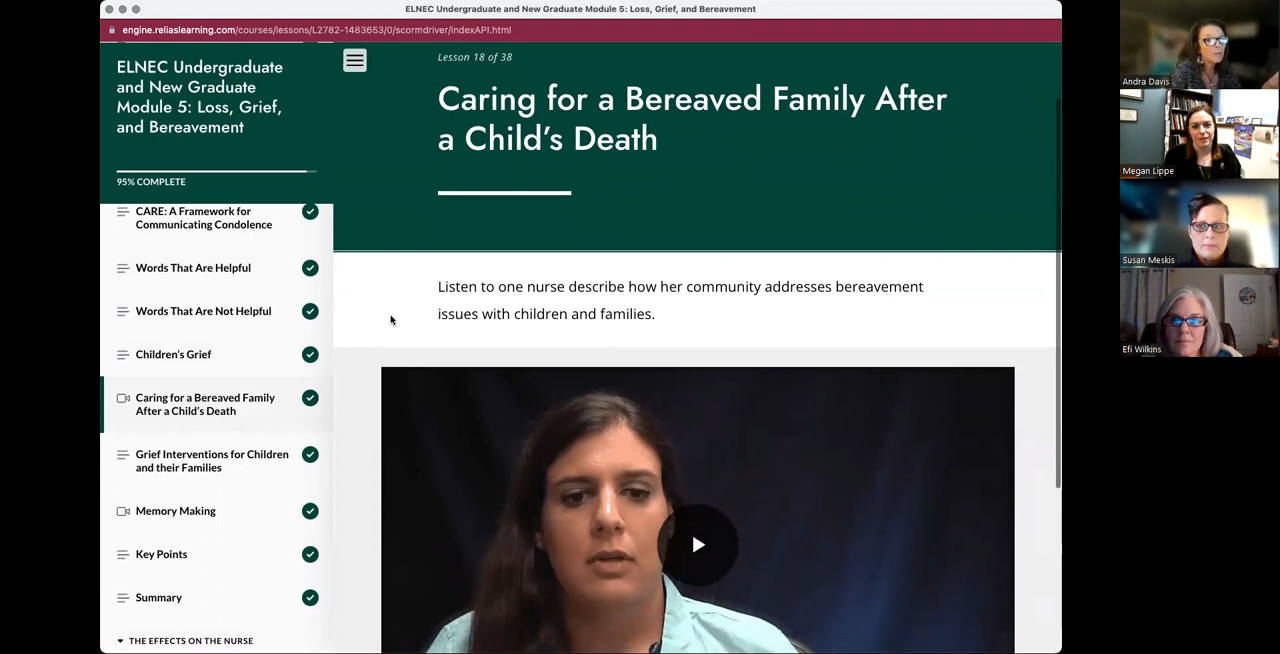 ELNEC Undergraduate and New Graduate Module 5: Loss, Grief, and Bereavement
engine.reliaslearning.com/courses/lessons/L2782-1483653/0/scormdriver/indexAPI.html
ELNEC Undergraduate
and New Graduate
Module 5: Loss, Grief,
and Bereavement
95% COMPLETE
CARE: A Framework for
Communicating Condolence
Words That Are Helpful
Words That Are Not Helpful
Children's Grief
Caring for a Bereaved Family
After a Child's Death
Grief Interventions for Children
and their Families
Memory Making
Key Points
Summary
THE EFFECTS ON THE NURSE
Lesson 18 of 38
Caring for a Bereaved Family After
a Child's Death
Listen to one nurse describe how her community addresses bereavement
issues with children and families.
Andra Davis
Megan Lippe
Susan Meskis
Efi Wilkins